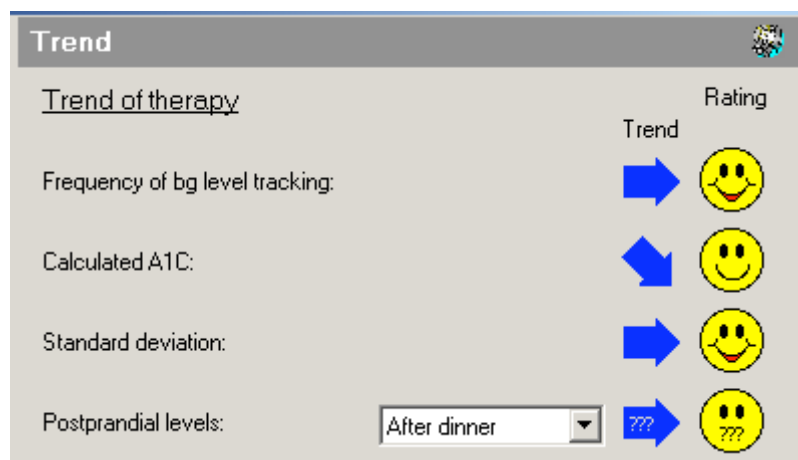 Trend
Trend of therapy
Rating
Trend
Frequency of bg level tracking:
Calculated A1C:
Standard deviation:
Postprandial levels:
After dinner
???
???